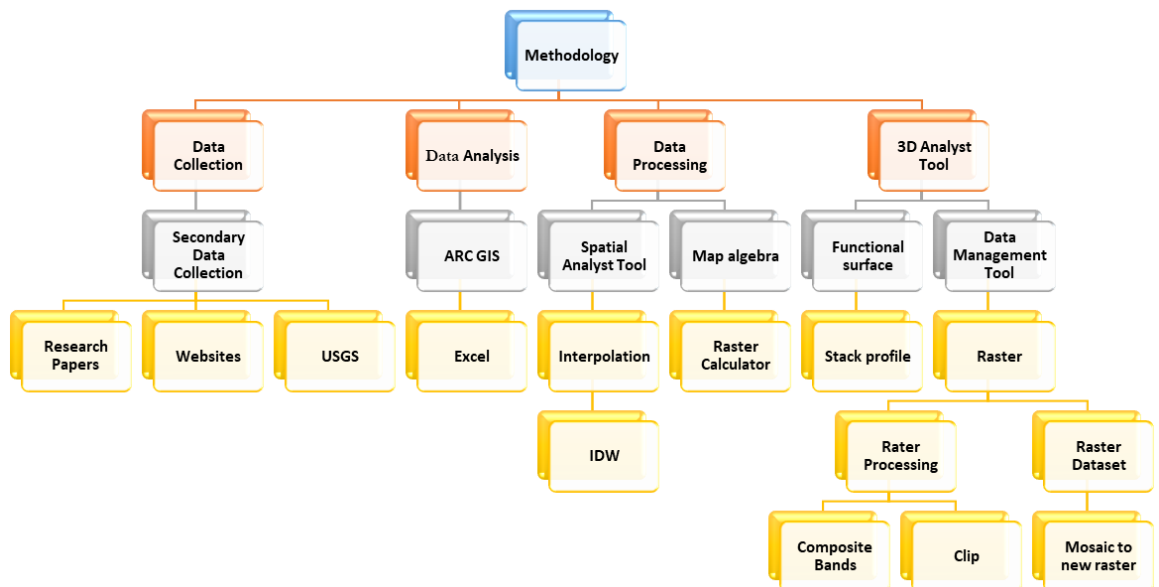 Methodology
Data
Collection
Data Analysis
Data
Processing
3D Analyst
Tool
Secondary
Data
Collection
ARC GIS
Spatial
Analyst Tool
Map algebra
Functional
surface
Data
Management
Tool
Research
Papers
Websites
USGS
Excel
Interpolation
Raster
Calculator
Stack profile
Raster
IDW
Rater
Processing
Raster
Dataset
Composite
Bands
Clip
Mosaic to
new raster